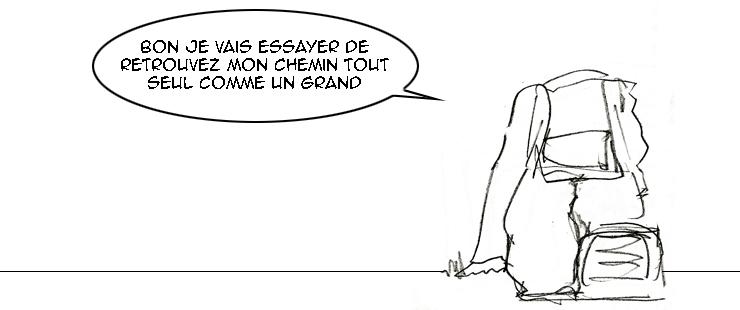 BON JE VAIS ESSAYER DE
RETROUVEZ MON CHEMIN TOUT
SEUL COMME UN GRAND